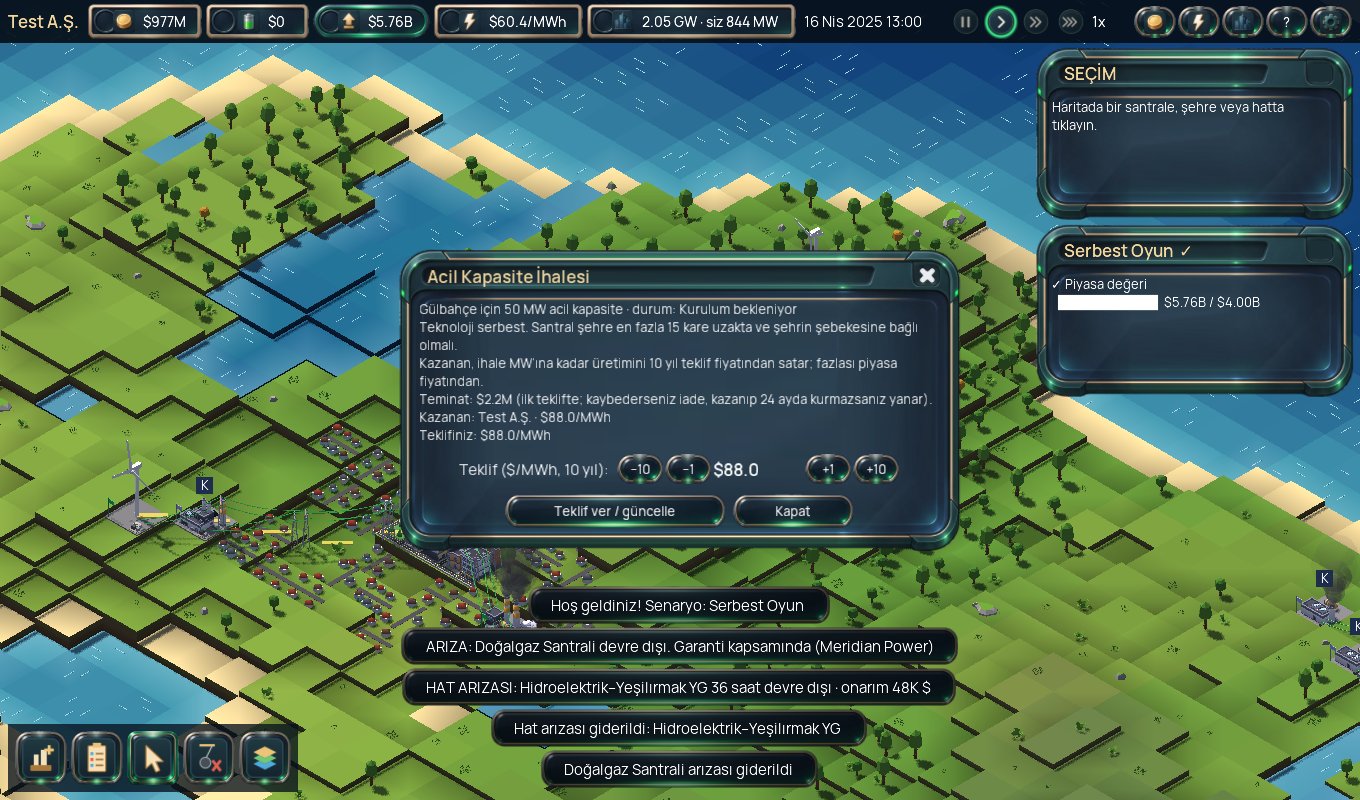 Test A.Ş.
$977M
$0
$5.76B
$60.4/MWh
2.05 GW · siz 844 MW
16 Nis 2025 13:00
1x
?
SEÇİM
Haritada bir santrale, şehre veya hatta
tıklayın.
Serbest Oyun ✓
✓ Piyasa değeri
$5.76B / $4.00B
Acil Kapasite İhalesi
Gülbahçe için 50 MW acil kapasite · durum: Kurulum bekleniyor
Teknoloji serbest. Santral şehre en fazla 15 kare uzakta ve şehrin şebekesine bağlı
olmalı.
Kazanan, ihale MW'ına kadar üretimini 10 yıl teklif fiyatından satar; fazlası piyasa
fiyatından.
Teminat: $2.2M (ilk teklifte; kaybederseniz iade, kazanıp 24 ayda kurmazsanız yanar).
Kazanan: Test A.Ş. · $88.0/MWh
Teklifiniz: $88.0/MWh
Teklif ($/MWh, 10 yıl): −10 −1 $88.0 +1 +10
Teklif ver / güncelle
Kapat
K
K
K
Hoş geldiniz! Senaryo: Serbest Oyun
ARIZA: Doğalgaz Santrali devre dışı. Garanti kapsamında (Meridian Power)
HAT ARIZASI: Hidroelektrik–Yeşilırmak YG 36 saat devre dışı · onarım 48K $
Hat arızası giderildi: Hidroelektrik–Yeşilırmak YG
Doğalgaz Santrali arızası giderildi